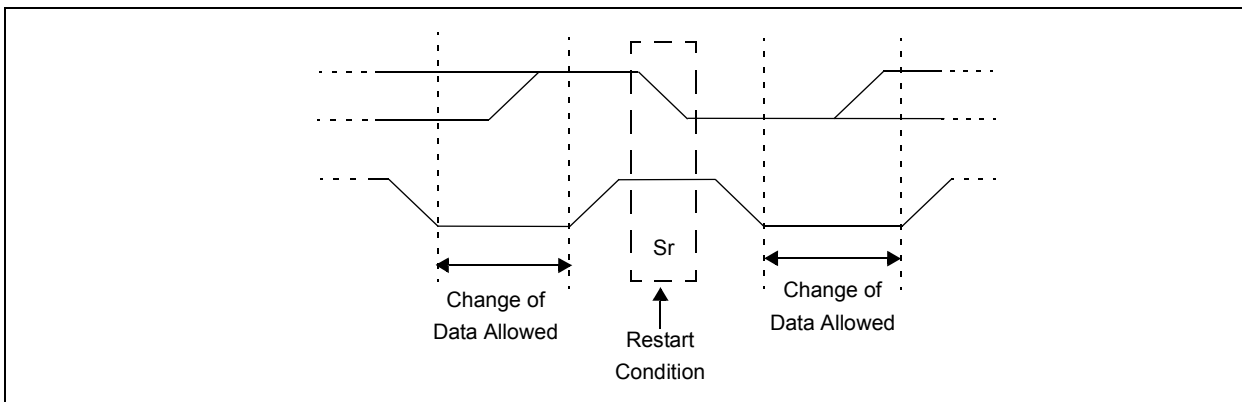 Sr
Change of
Data Allowed
Restart
Condition
Change of
Data Allowed